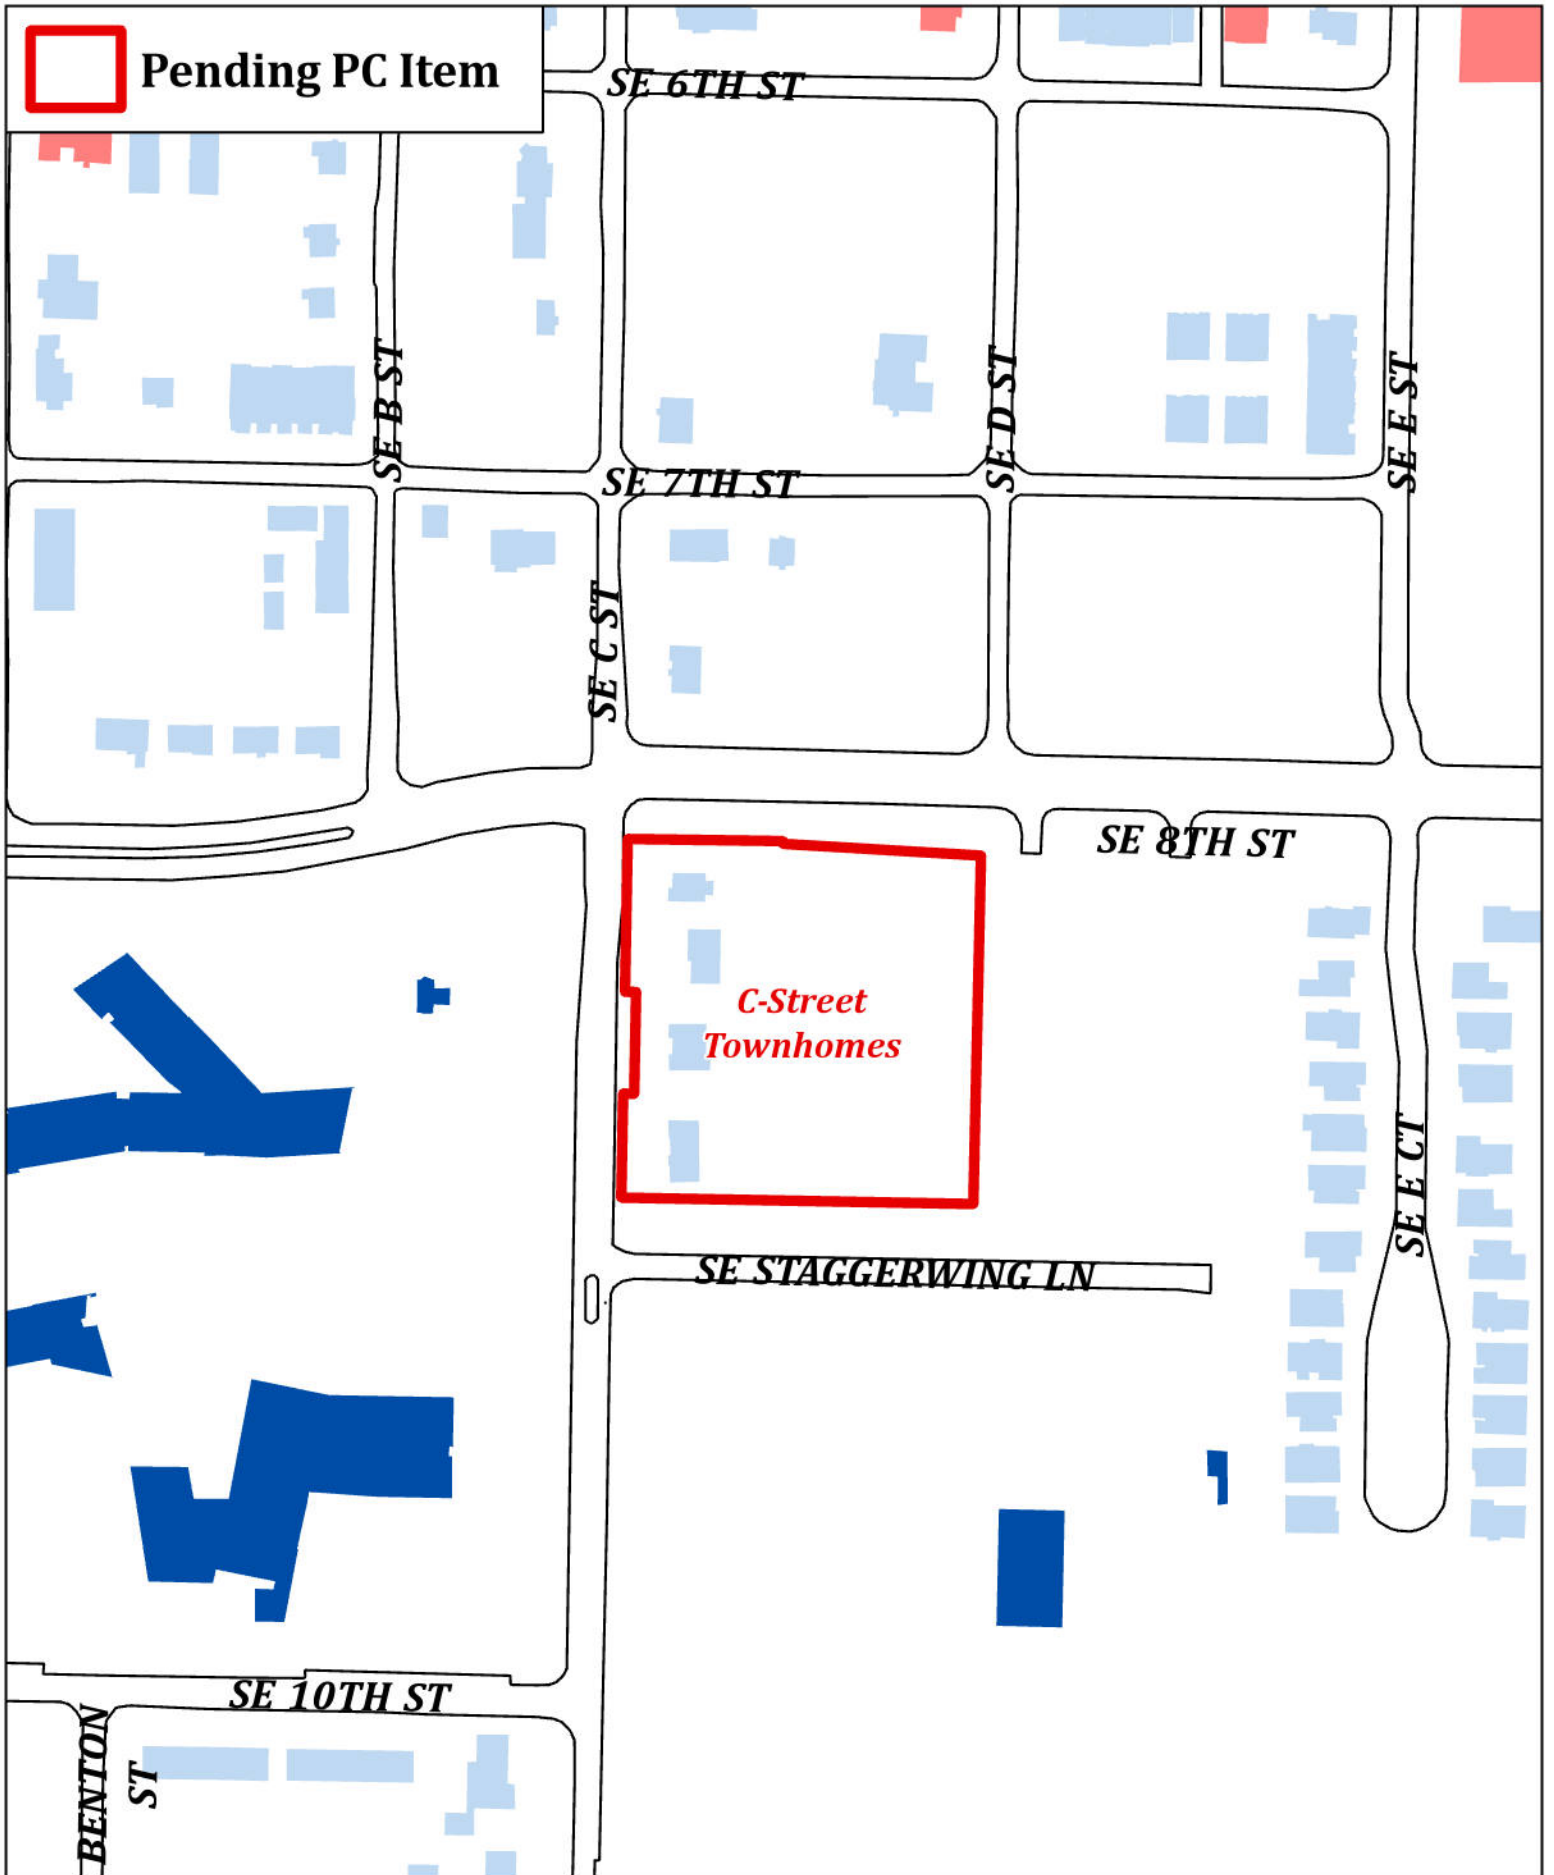 Pending PC Item
SE 6TH ST
SE B ST
SE D ST
SE E ST
SE 7TH ST
SE C ST
SE 8TH ST
C-Street
Townhomes
SE E CT
SE STAGGERWING LN
SE 10TH ST
BENTON
ST